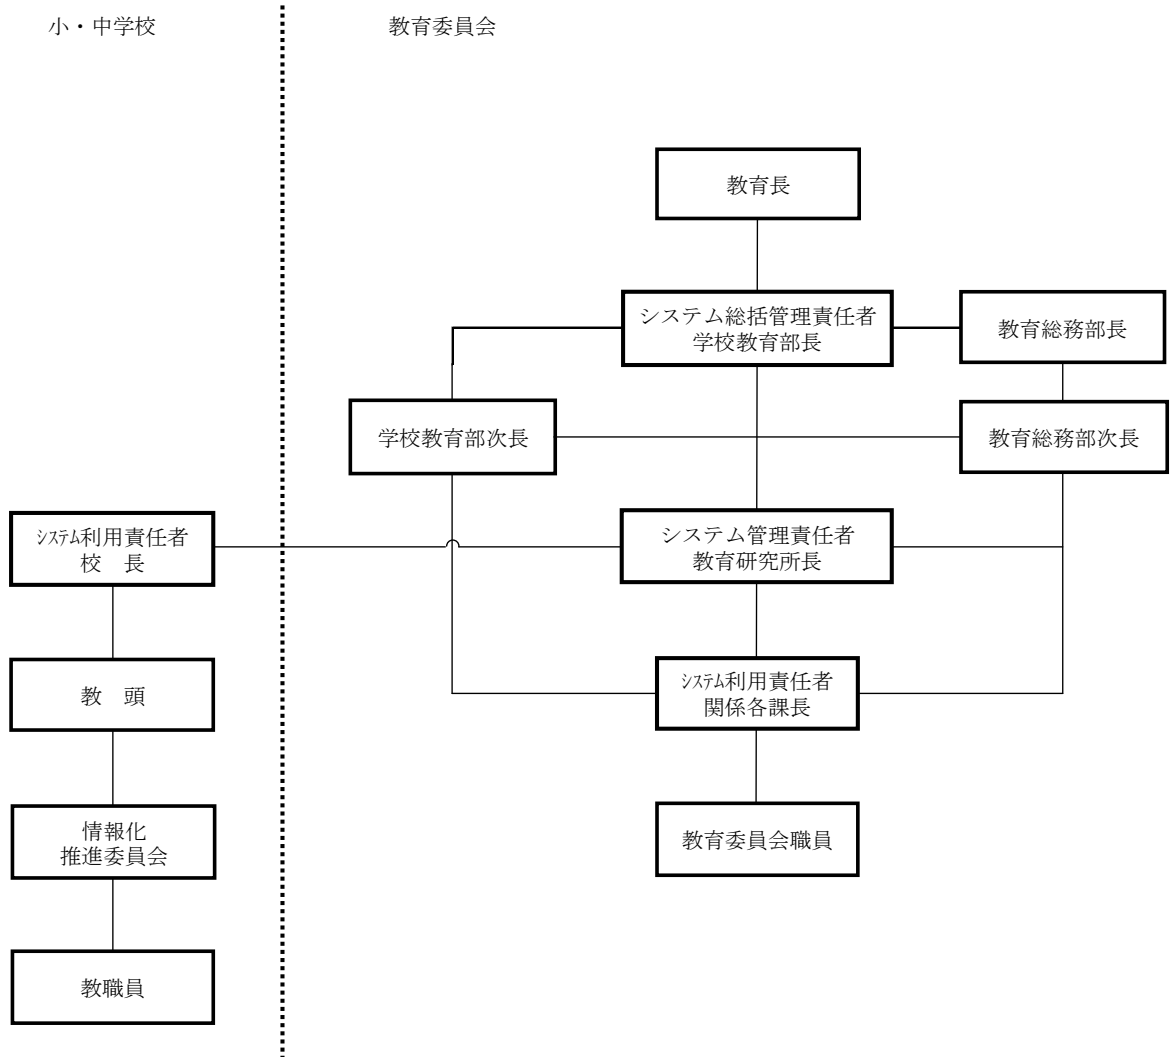 小・中学校
教育委員会
教育長
システム総括管理責任者
学校教育部長
教育総務部長
学校教育部次長
教育総務部次長
ｼｽﾃﾑ利用責任者
校　長
システム管理責任者
教育研究所長
教　頭
ｼｽﾃﾑ利用責任者
関係各課長
情報化
推進委員会
教育委員会職員
教職員